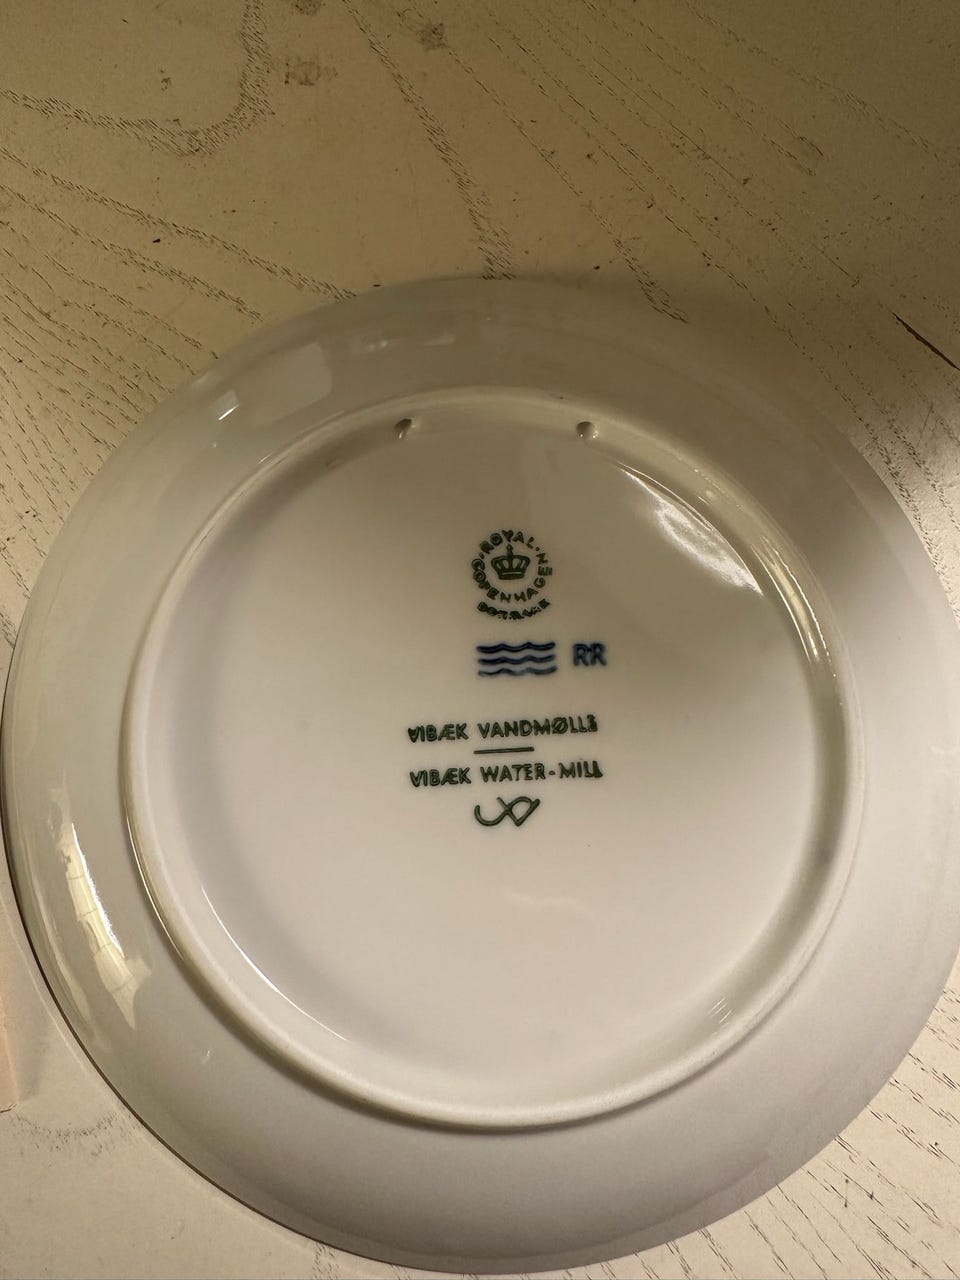 ROYAL COPENHAGEN
DENMARK
RR
VIBÆK VANDMØLLE
VIBÆK WATER-MILL